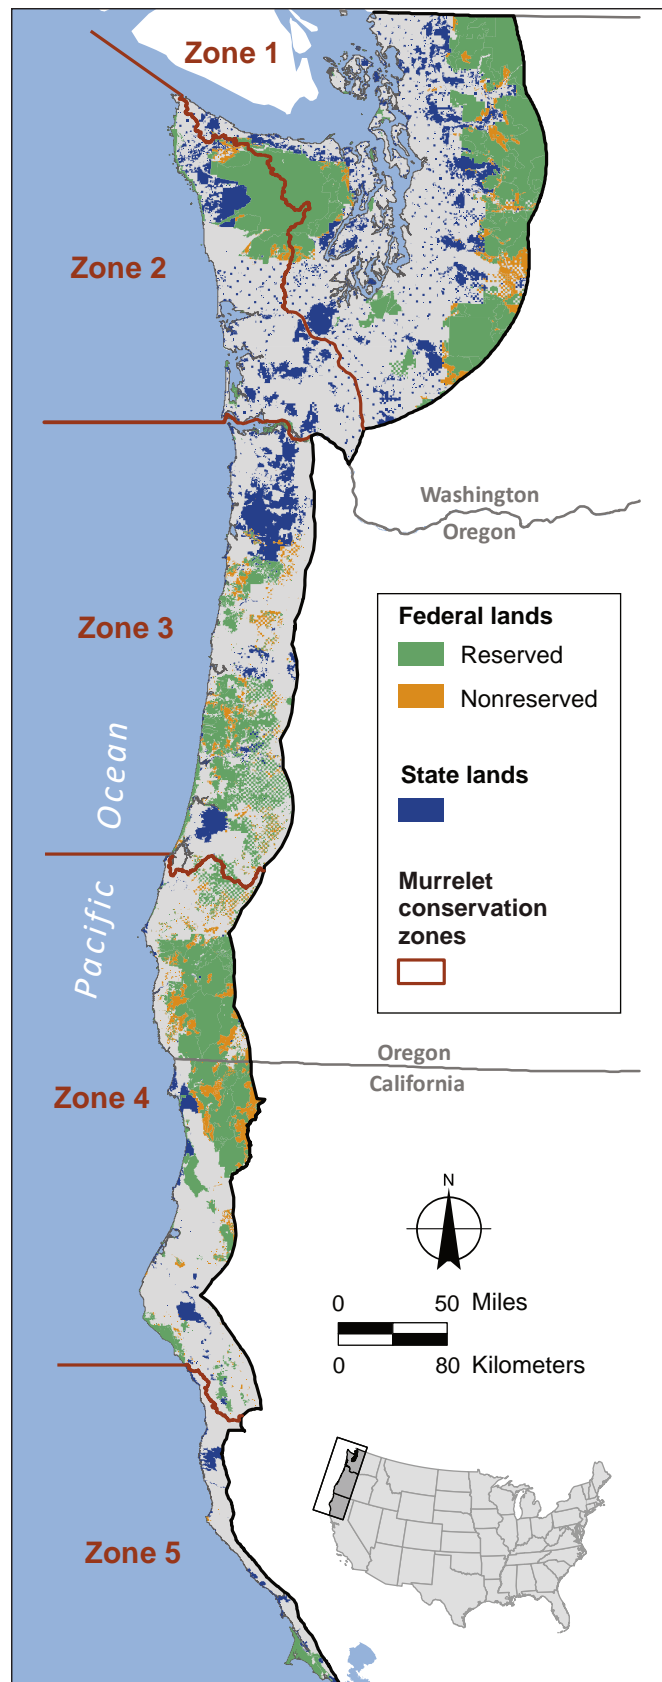 Zone 1
Zone 2
Washington
Oregon
Zone 3
Federal lands
Reserved
Nonreserved
State lands
Murrelet
conservation
zones
Pacific Ocean
Oregon
California
Zone 4
N
0 50 Miles
0 80 Kilometers
Zone 5